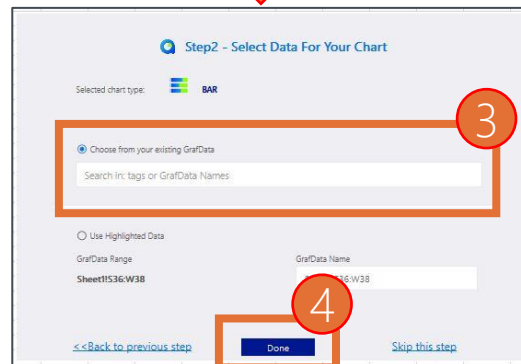 Step2 - Select Data For Your Chart
Selected chart type: BAR
3
Choose from your existing GrafData
Search in: tags or GrafData Names
Use Highlighted Data
GrafData Range GrafData Name
Sheet1!S36:W38 S36:W38
4
<<Back to previous step Done Skip this step